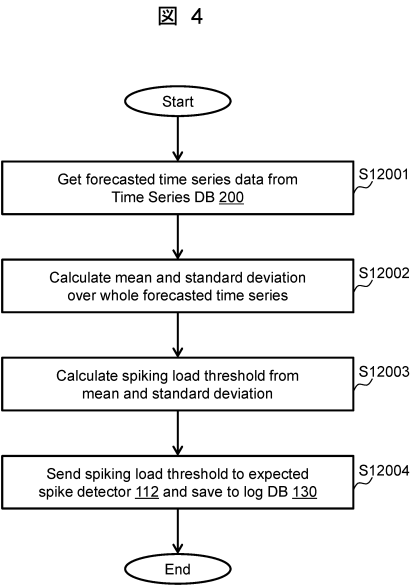 図 4
Start
Get forecasted time series data from
Time Series DB 200
S12001
Calculate mean and standard deviation
over whole forecasted time series
S12002
Calculate spiking load threshold from
mean and standard deviation
S12003
Send spiking load threshold to expected
spike detector 112 and save to log DB 130
S12004
End